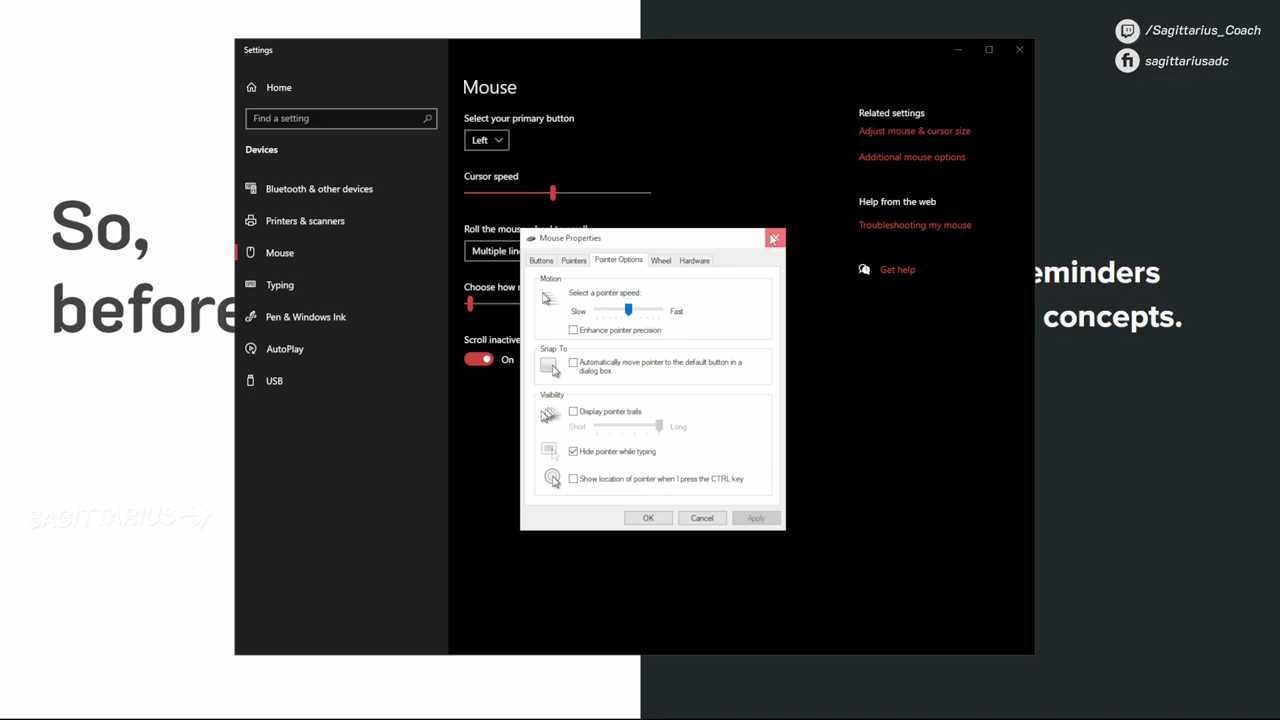 /Sagittarius_Coach
sagittariusadc
So,
before
eminders
concepts.
SAGITTARIUS
Settings
Home
Find a setting
Devices
Bluetooth & other devices
Printers & scanners
Mouse
Typing
Pen & Windows Ink
AutoPlay
USB
Mouse
Select your primary button
Left
Cursor speed
Roll the mouse wheel to scroll
Multiple lin
Choose how
Scroll inactive
On
Related settings
Adjust mouse & cursor size
Additional mouse options
Help from the web
Troubleshooting my mouse
Get help
Mouse Properties
Buttons
Pointers
Pointer Options
Wheel
Hardware
Motion
Select a pointer speed:
Slow
Fast
Enhance pointer precision
Snap To
Automatically move pointer to the default button in a
dialog box
Visibility
Display pointer trails
Short
Long
Hide pointer while typing
Show location of pointer when I press the CTRL key
OK
Cancel
Apply